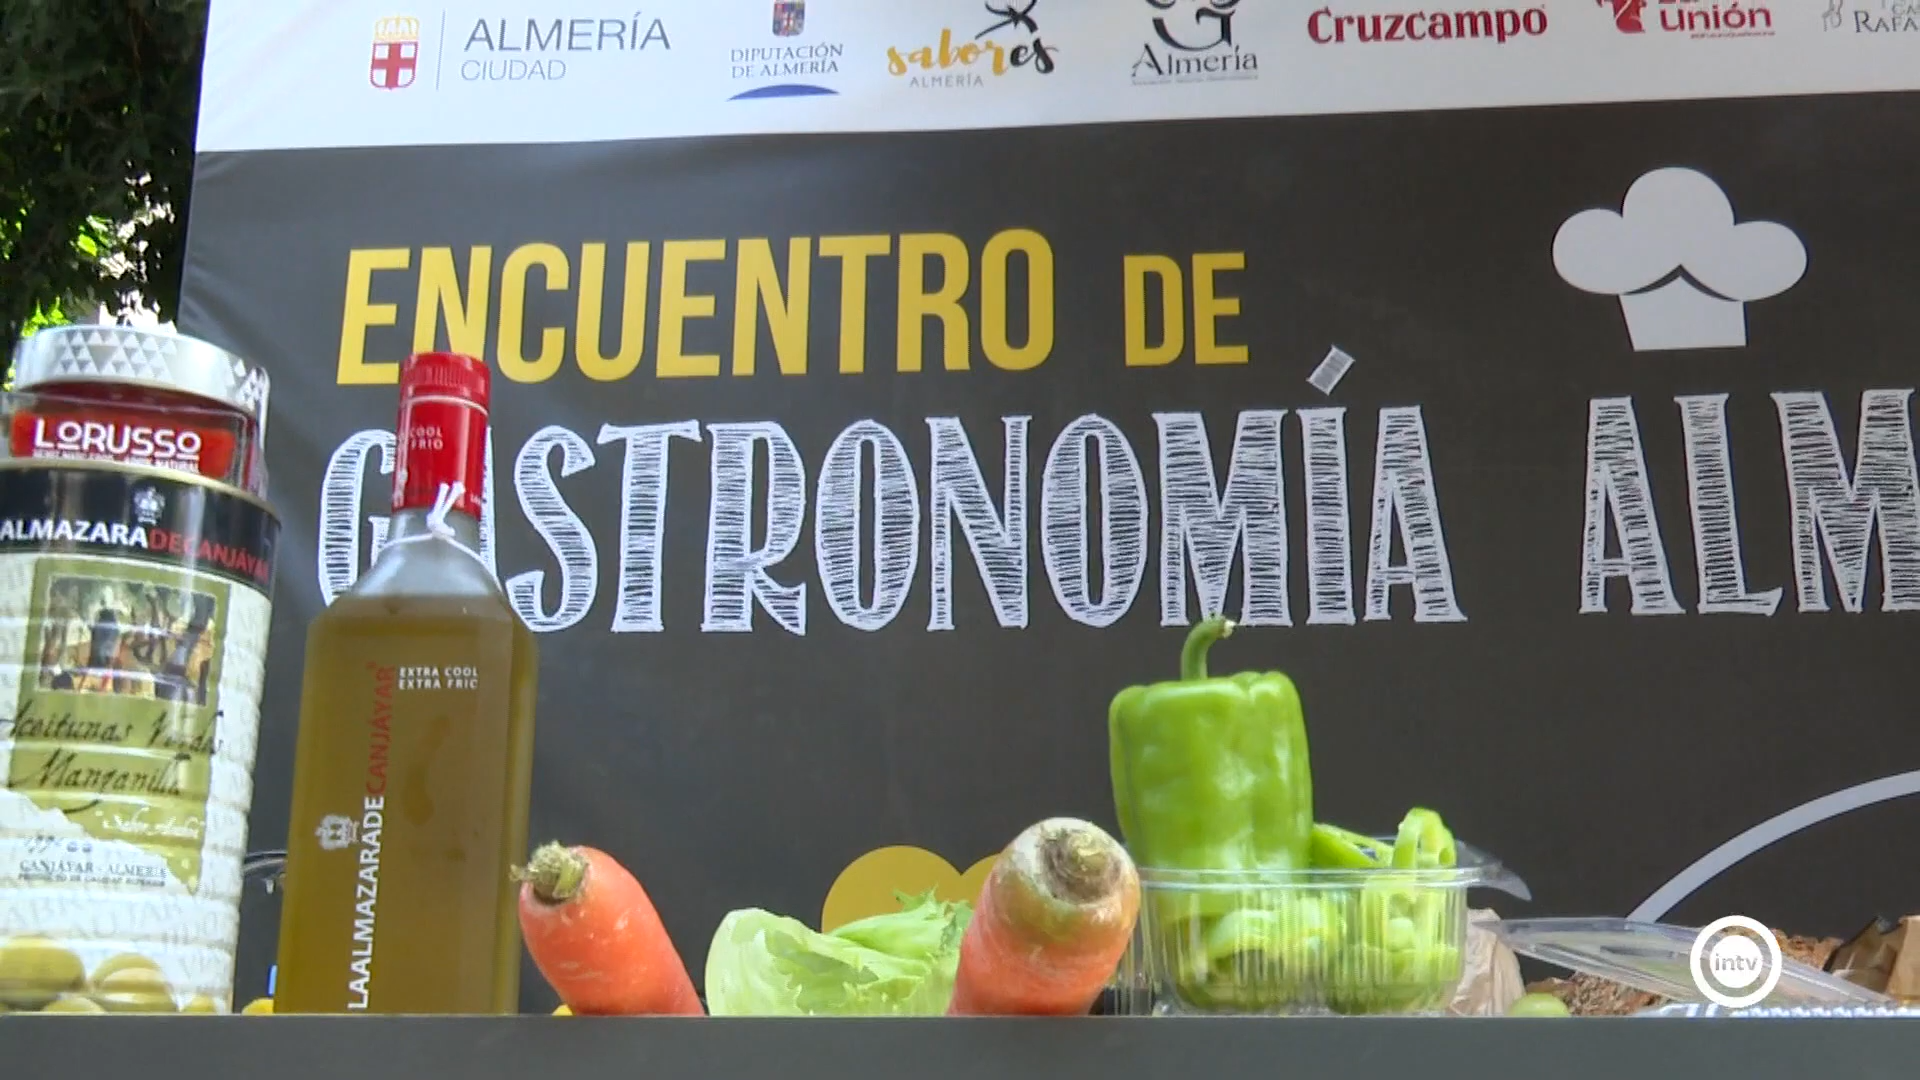 ALMERÍA
CIUDAD
DIPUTACIÓN
DE ALMERÍA
sabores
ALMERÍA
G
Almería
Cruzcampo
La
Unión
ENCUENTRO DE
GASTRONOMÍA ALM
LORUSSO
ALMAZARADECANJÁYAR
Aceitunas Verdes
Manzanilla
CANJÁYAR - ALMERÍA
COOL
FRIO
EXTRA COOL
EXTRA FRIO
LAALMAZARADECANJÁYAR
intv